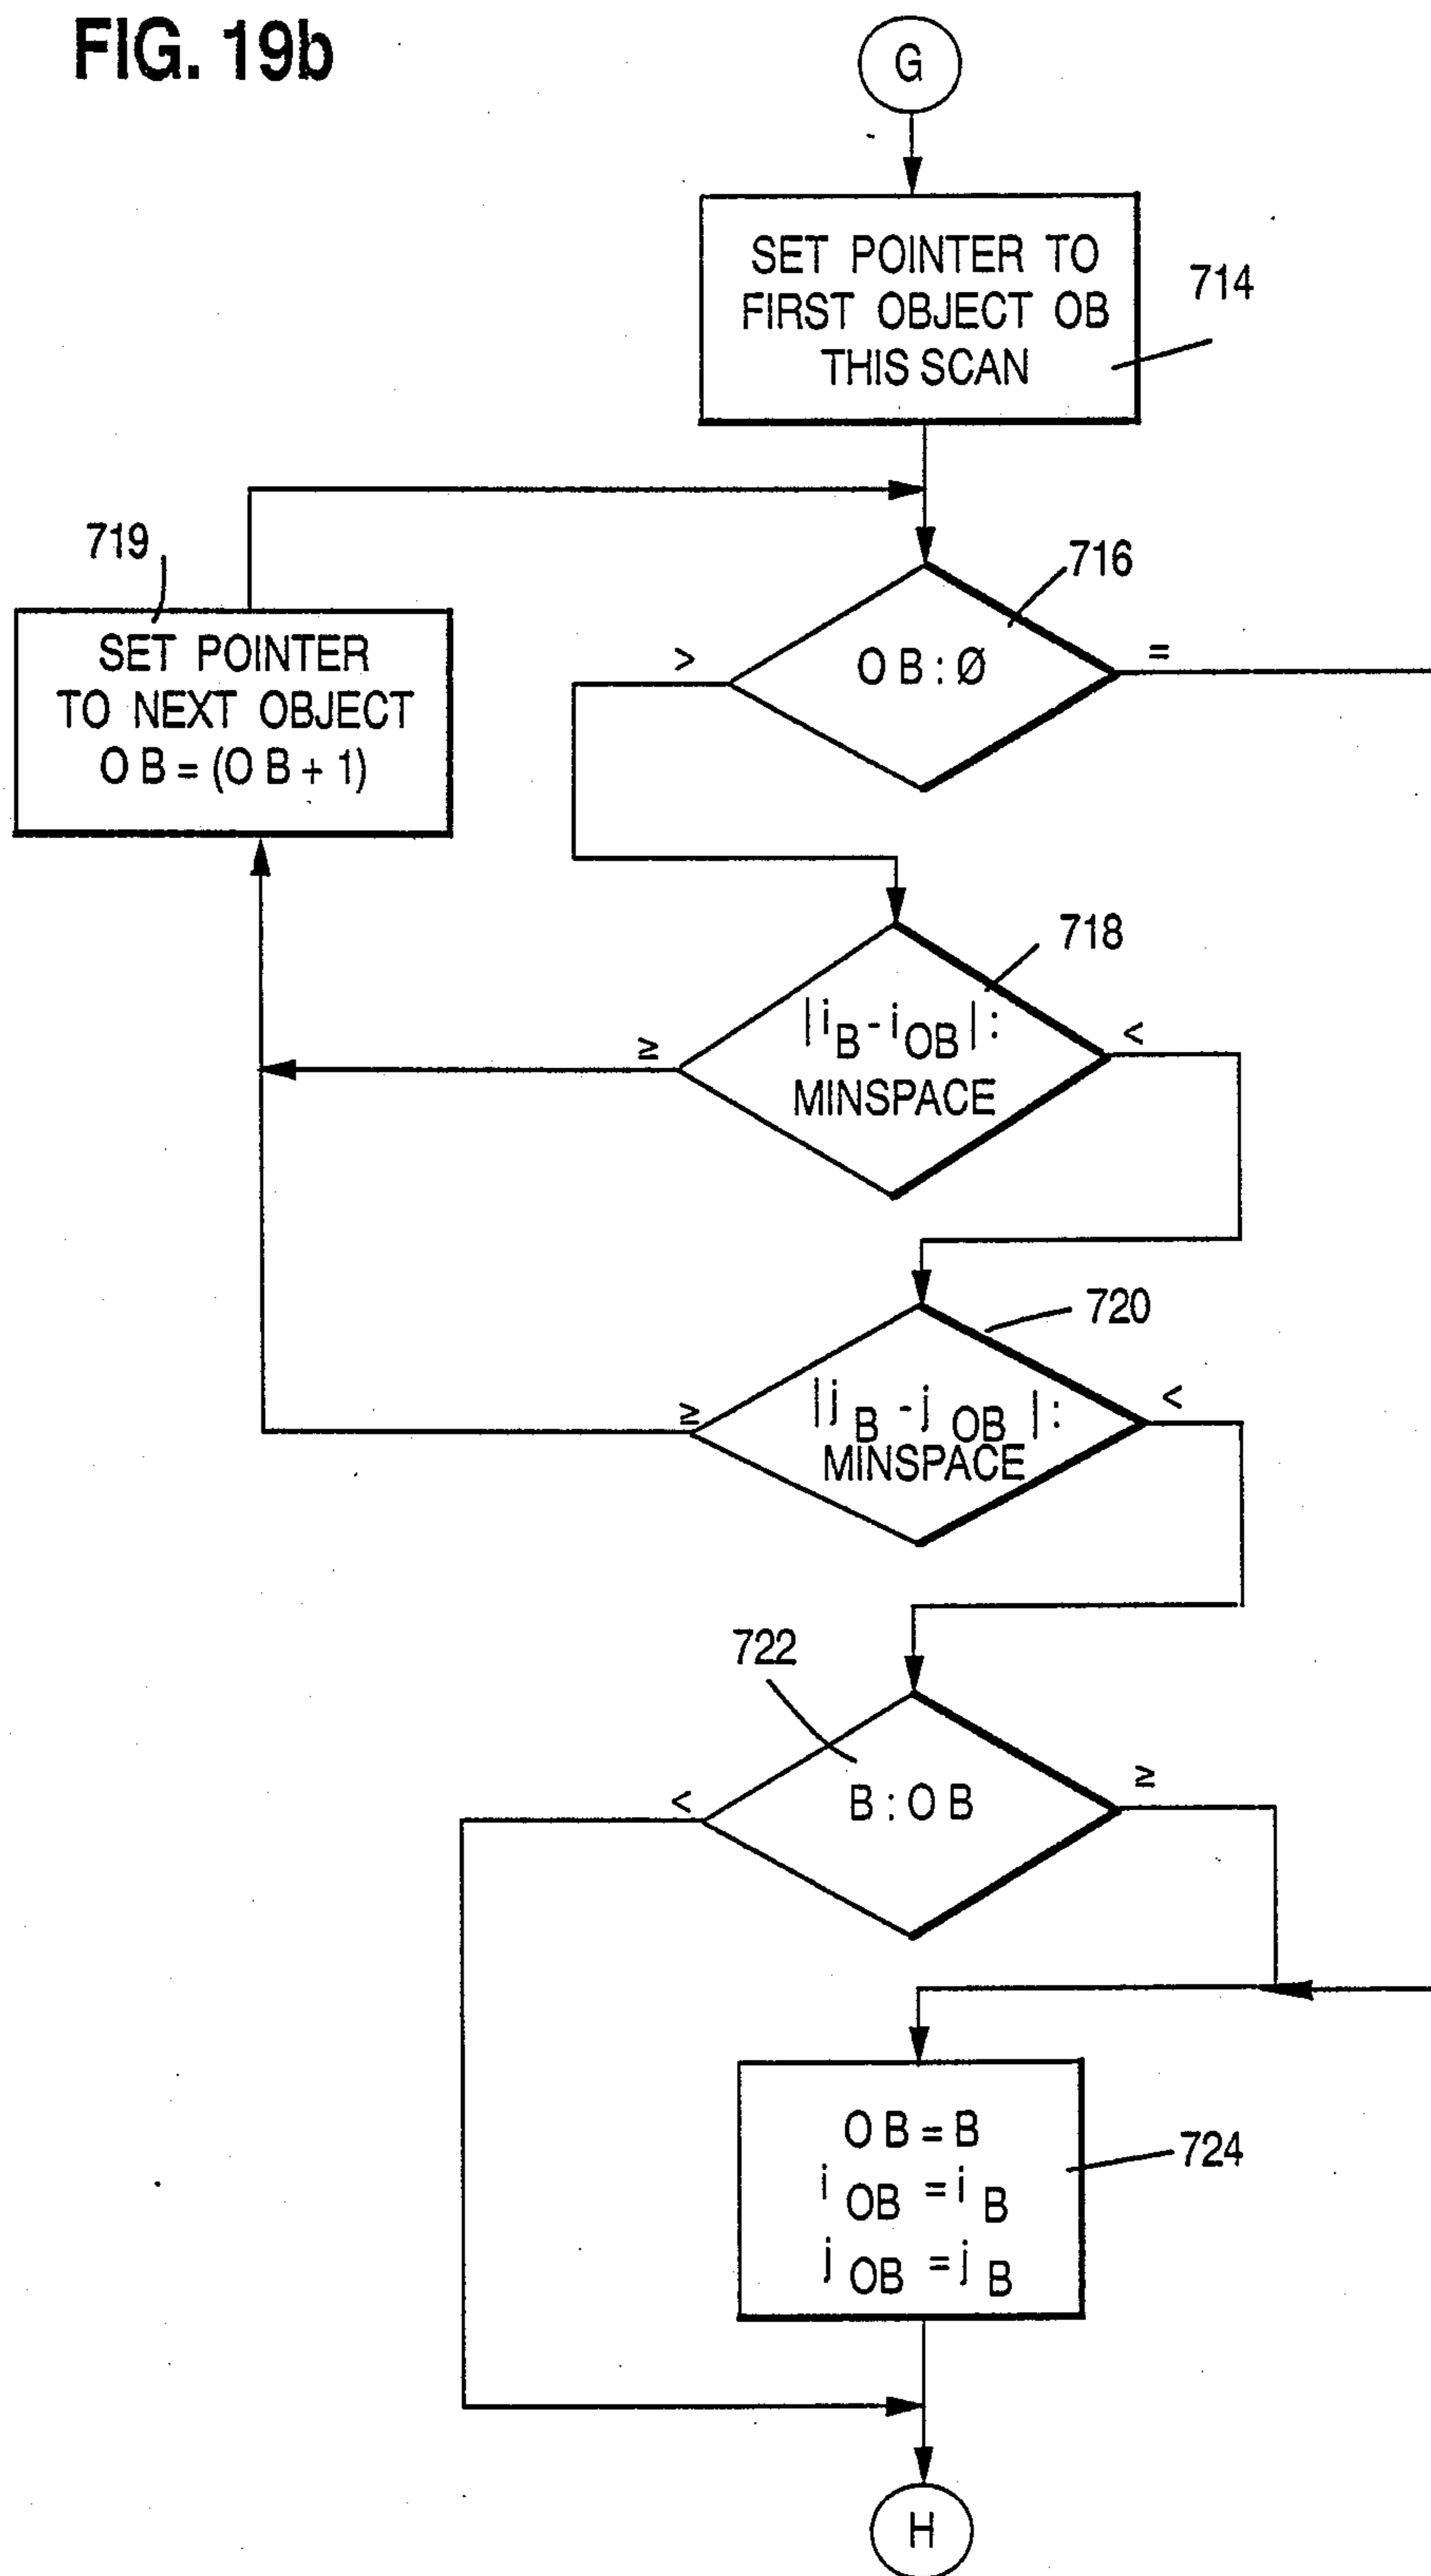 FIG. 19b
G
SET POINTER TO
FIRST OBJECT OB
THIS SCAN
714
719
SET POINTER
TO NEXT OBJECT
O B = (O B + 1)
716
>
O B : Ø
=
718
≥
| i B - i OB | :
MINSPACE
<
720
≥
| j B - j OB | :
MINSPACE
<
722
<
B : O B
≥
O B = B
i OB = i B
j OB = j B
724
H